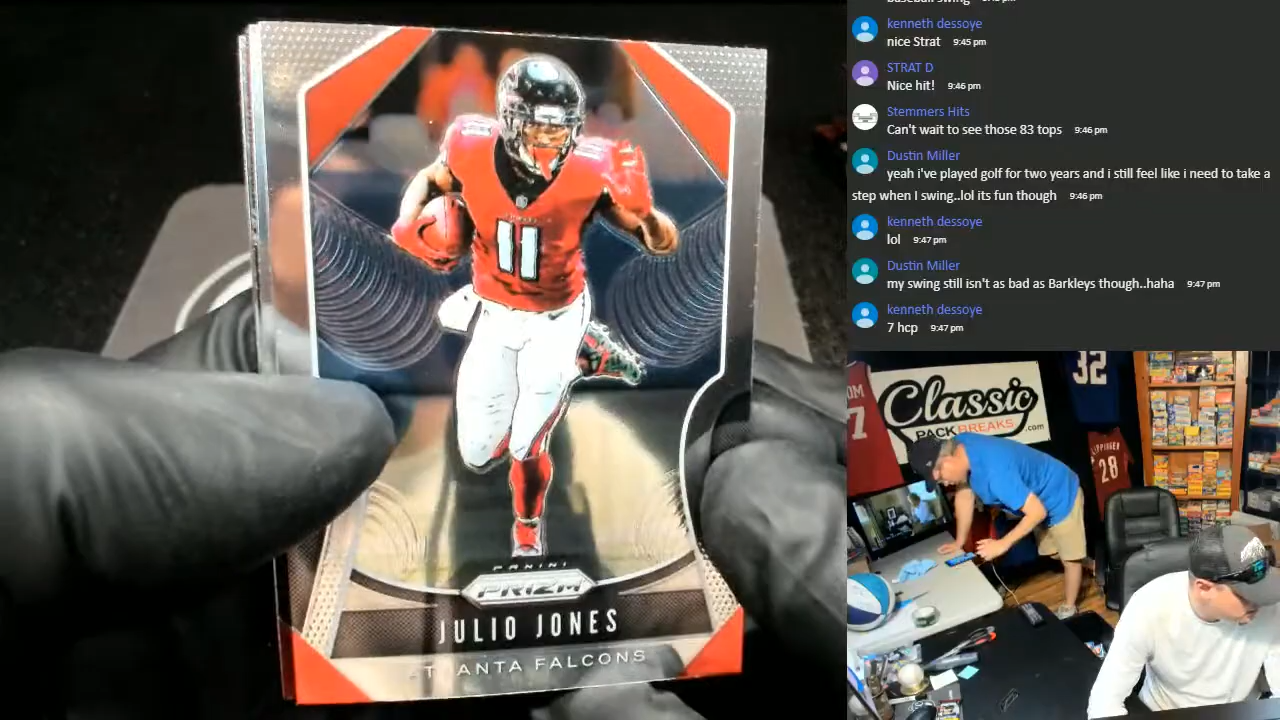 11
PANINI
PRIZM
JULIO JONES
ATLANTA FALCONS
kenneth dessoye
nice Strat 9:45 pm
STRAT D
Nice hit! 9:46 pm
Stemmers Hits
Can't wait to see those 83 tops 9:46 pm
Dustin Miller
yeah i've played golf for two years and i still feel like i need to take a
step when I swing..lol its fun though 9:46 pm
kenneth dessoye
lol 9:47 pm
Dustin Miller
my swing still isn't as bad as Barkleys though..haha 9:47 pm
kenneth dessoye
7 hcp 9:47 pm
Classic
PACK BREAKS.com
32
7
28